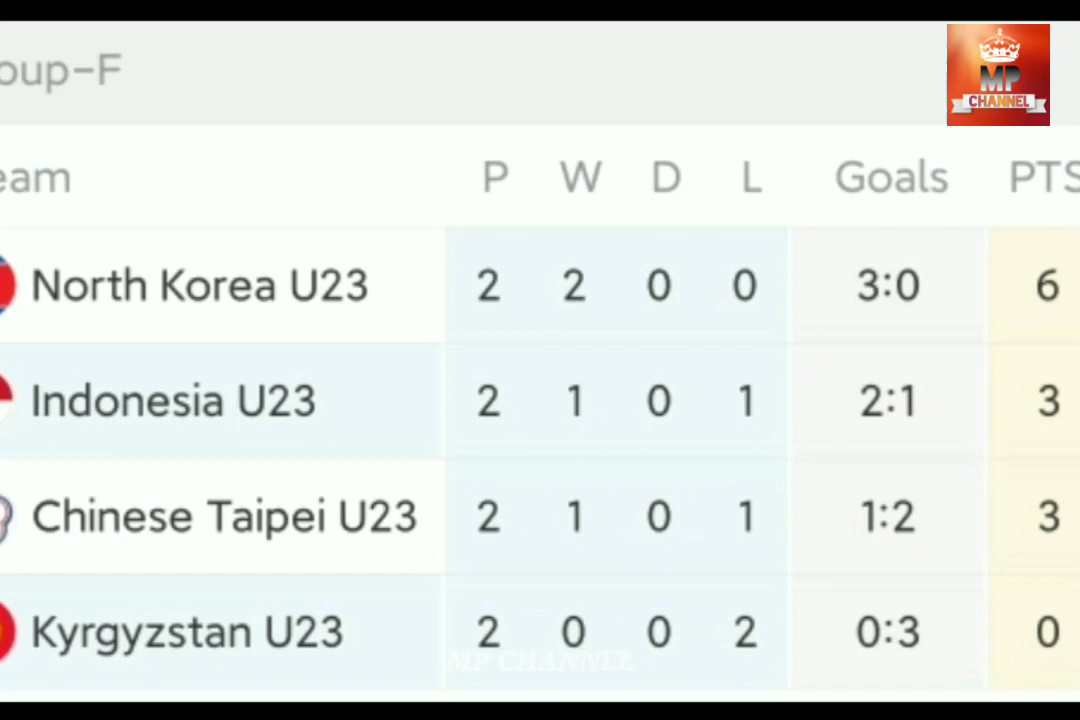 oup-F
MP
CHANNEL
eam P W D L Goals PTS
North Korea U23 2 2 0 0 3:0 6
Indonesia U23 2 1 0 1 2:1 3
Chinese Taipei U23 2 1 0 1 1:2 3
Kyrgyzstan U23 2 0 0 2 0:3 0
MP CHANNEL